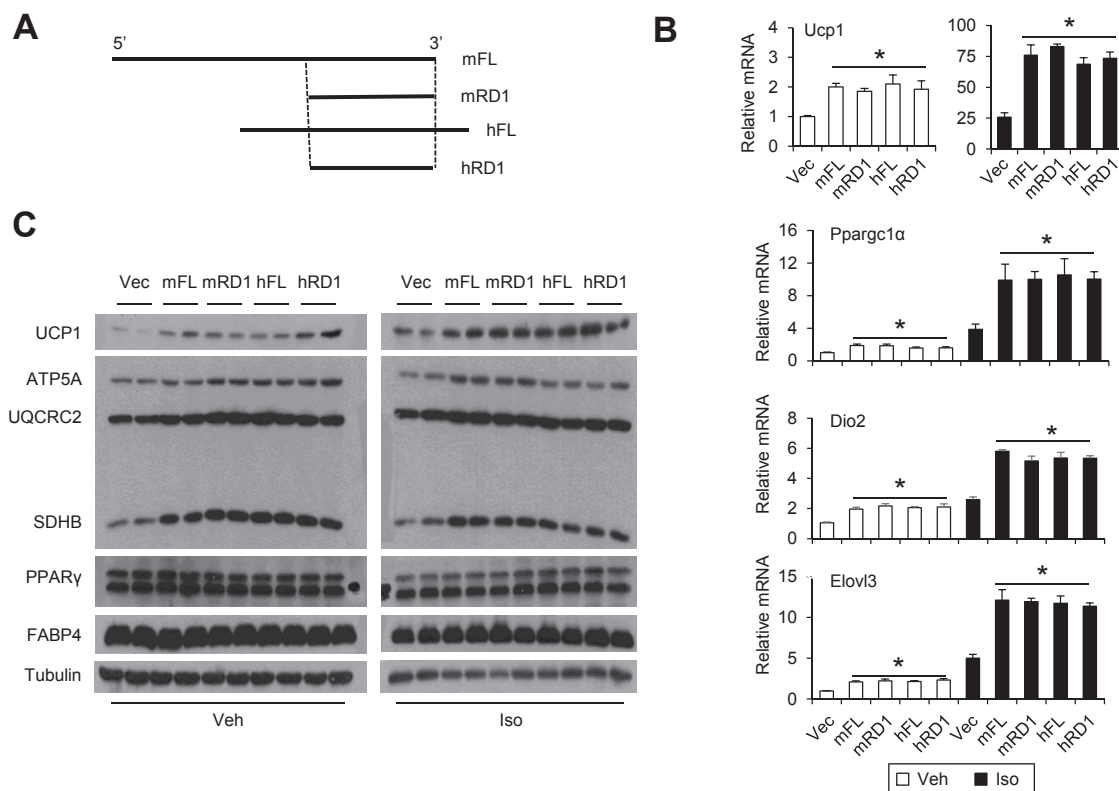 A
5’ 3’
mFL
mRD1
hFL
hRD1
B
Relative mRNA
Ucp1
*
4
3
2
1
0
Vec mFL mRD1 hFL hRD1
*
100
75
50
25
0
Vec mFL mRD1 hFL hRD1
Relative mRNA
Ppargc1α
16
12
8
4
0
* *
Relative mRNA
Dio2
8
6
4
2
0
* *
Relative mRNA
Elovl3
15
10
5
0
* *
Vec mFL mRD1 hFL hRD1 Vec mFL mRD1 hFL hRD1
Veh Iso
C
Vec mFL mRD1 hFL hRD1 Vec mFL mRD1 hFL hRD1
UCP1
ATP5A
UQCRC2
SDHB
PPARγ
FABP4
Tubulin
Veh Iso